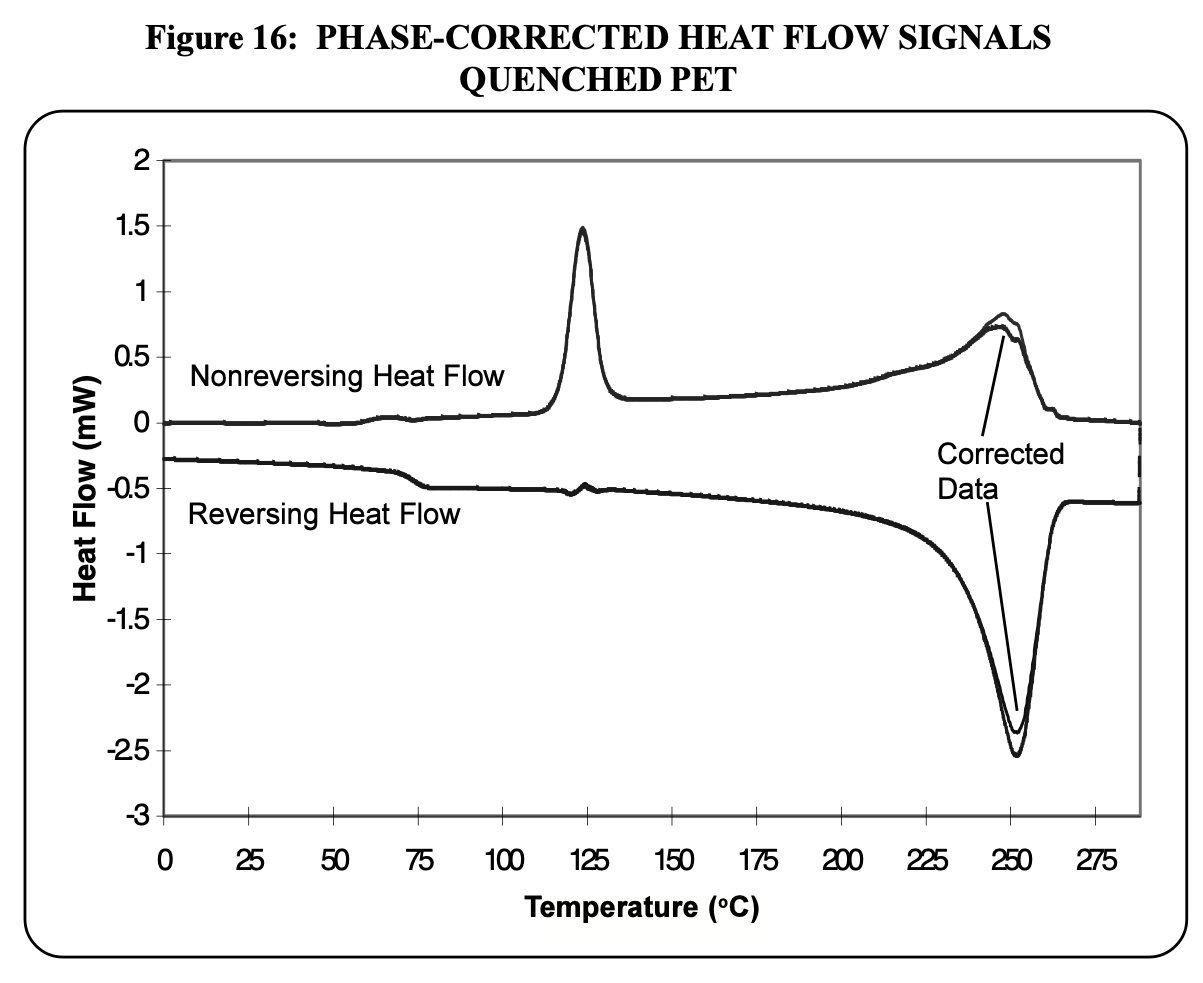 Figure 16: PHASE-CORRECTED HEAT FLOW SIGNALS
QUENCHED PET
2
1.5
1
0.5
0
-0.5
-1
-1.5
-2
-2.5
-3
Heat Flow (mW)
Nonreversing Heat Flow
Reversing Heat Flow
Corrected
Data
0 25 50 75 100 125 150 175 200 225 250 275
Temperature (°C)